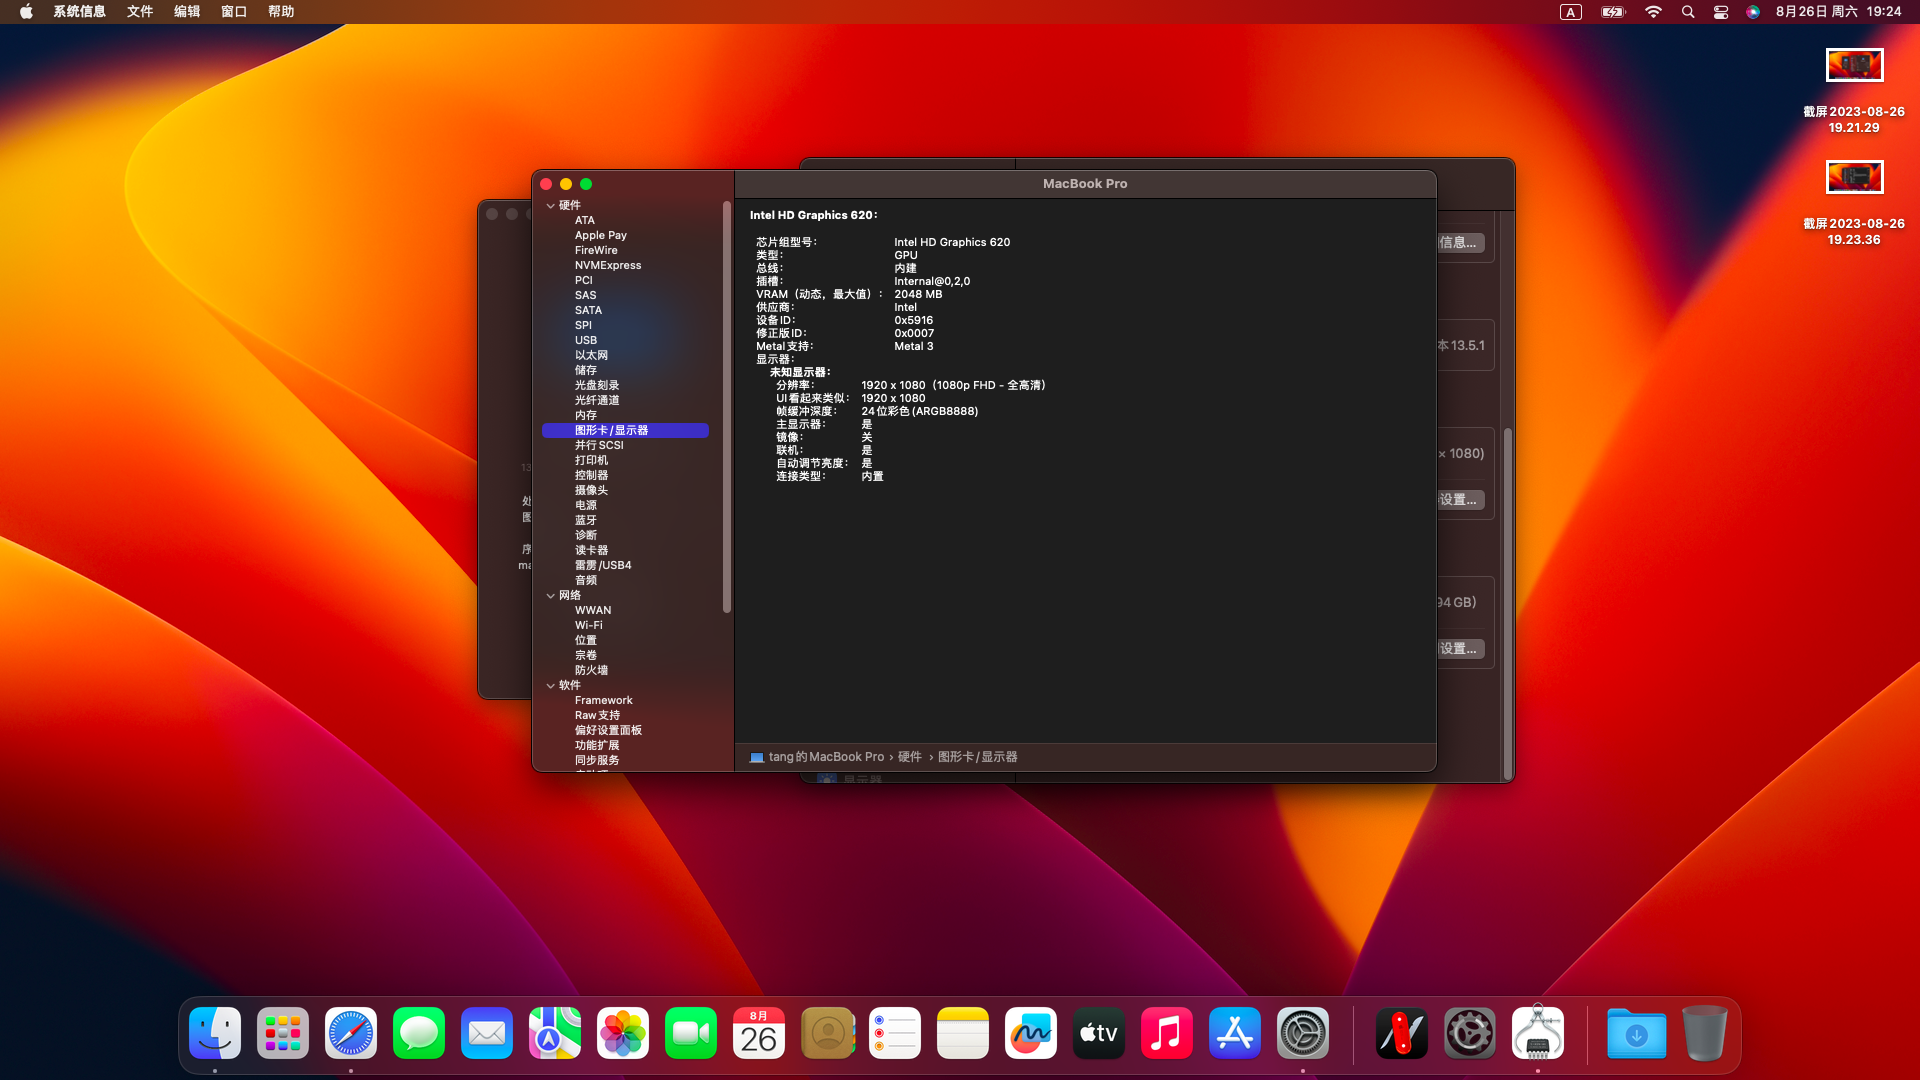 系统信息 文件 编辑 窗口 帮助
A 8月26日 周六 19:24
截屏2023-08-26
19.21.29
截屏2023-08-26
19.23.36
MacBook Pro
硬件
ATA
Apple Pay
FireWire
NVMExpress
PCI
SAS
SATA
SPI
USB
以太网
储存
光盘刻录
光纤通道
内存
图形卡/显示器
并行SCSI
打印机
控制器
摄像头
电源
蓝牙
诊断
读卡器
雷雳/USB4
音频
网络
WWAN
Wi-Fi
位置
宗卷
防火墙
软件
Framework
Raw支持
偏好设置面板
功能扩展
同步服务
Intel HD Graphics 620：
芯片组型号： Intel HD Graphics 620
类型： GPU
总线： 内建
插槽： Internal@0,2,0
VRAM（动态，最大值）： 2048 MB
供应商： Intel
设备ID： 0x5916
修正版ID： 0x0007
Metal支持： Metal 3
显示器：
未知显示器：
分辨率： 1920 x 1080（1080p FHD - 全高清）
UI看起来类似： 1920 x 1080
帧缓冲深度： 24位彩色(ARGB8888)
主显示器： 是
镜像： 关
联机： 是
自动调节亮度： 是
连接类型： 内置
tang的MacBook Pro › 硬件 › 图形卡/显示器
信息...
本13.5.1
× 1080)
设置...
94 GB)
设置...
13
处
图
序
ma
显示器
8月
26
tv